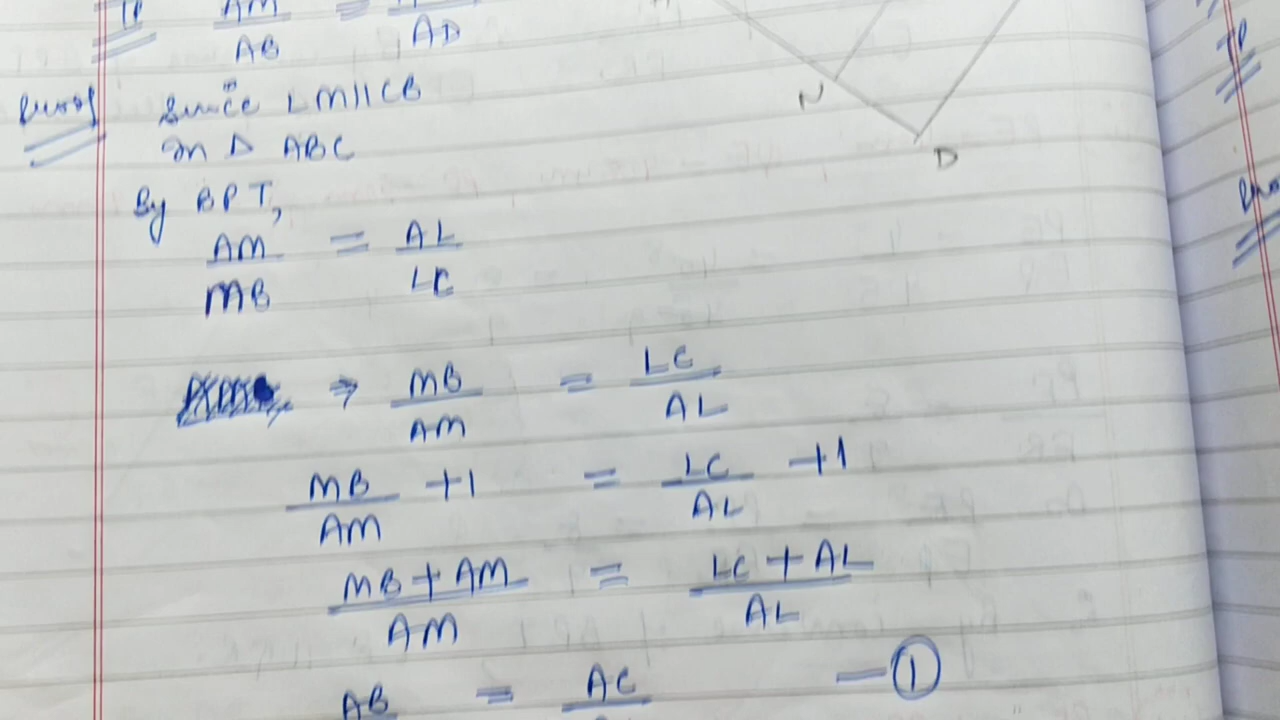 TP AM = 
AB AD
N
D
Since LM || CB
In Δ ABC
By BPT,
AM = AL
MB LC
⇒ MB = LC
AM AL
MB + 1 = LC + 1
AM AL
MB + AM = LC + AL
AM AL
AB = AC — ①